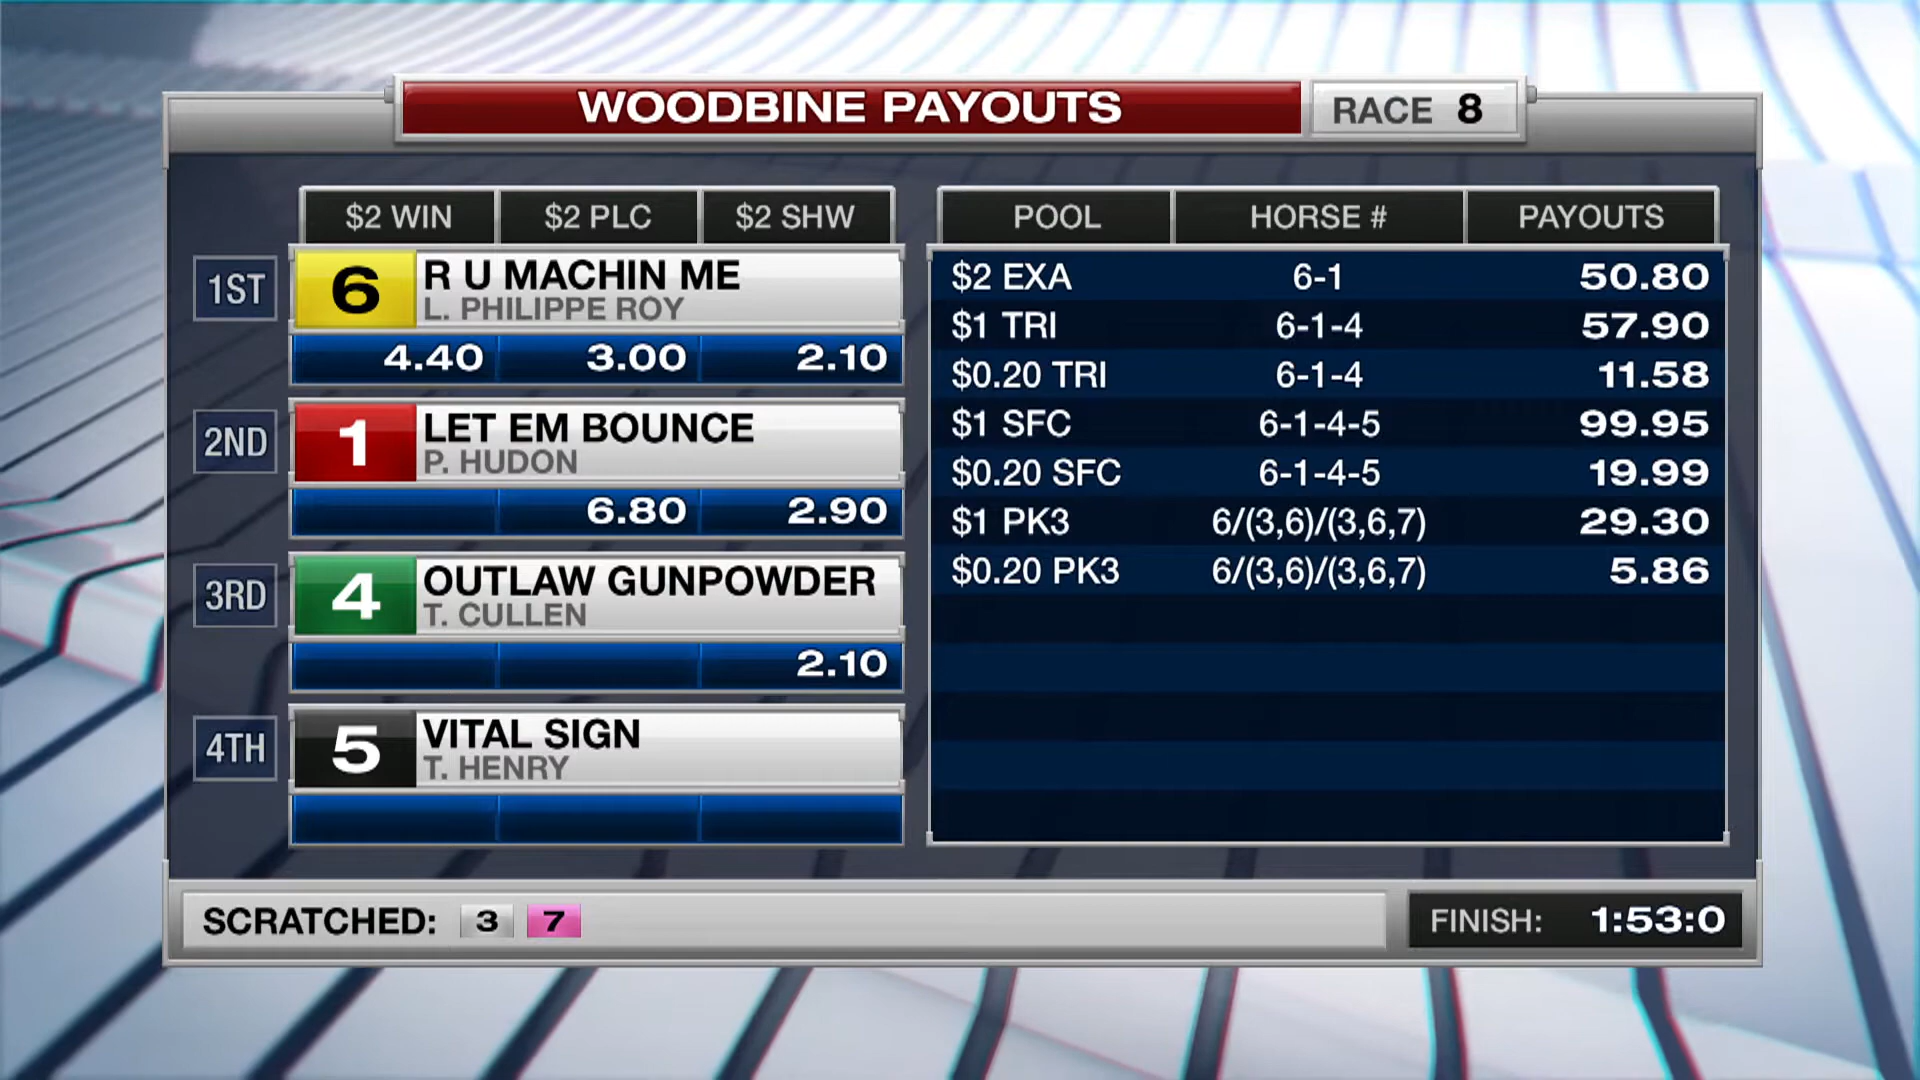 WOODBINE PAYOUTS RACE 8
$2 WIN $2 PLC $2 SHW
1ST 6 R U MACHIN ME
L. PHILIPPE ROY
4.40 3.00 2.10
2ND 1 LET EM BOUNCE
P. HUDON
6.80 2.90
3RD 4 OUTLAW GUNPOWDER
T. CULLEN
2.10
4TH 5 VITAL SIGN
T. HENRY
POOL HORSE # PAYOUTS
$2 EXA 6-1 50.80
$1 TRI 6-1-4 57.90
$0.20 TRI 6-1-4 11.58
$1 SFC 6-1-4-5 99.95
$0.20 SFC 6-1-4-5 19.99
$1 PK3 6/(3,6)/(3,6,7) 29.30
$0.20 PK3 6/(3,6)/(3,6,7) 5.86
SCRATCHED: 3 7
FINISH: 1:53:0